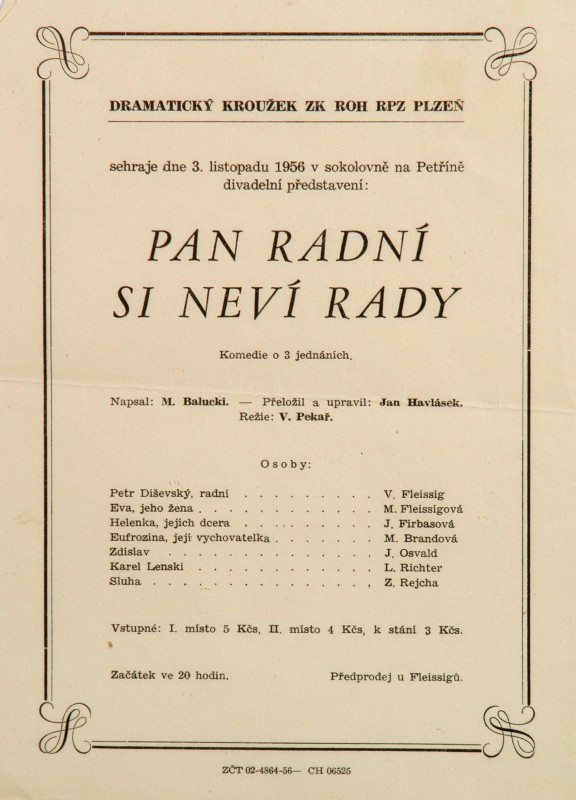 DRAMATICKÝ KROUŽEK ZK ROH RPZ PLZEŇ
sehraje dne 3. listopadu 1956 v sokolovně na Petříně
divadelní představení:
PAN RADNÍ
SI NEVÍ RADY
Komedie o 3 jednáních.
Napsal: M. Balucki. — Přeložil a upravil: Jan Havlásek.
Režie: V. Pekař.
Osoby:
Petr Diševský, radní . . . . . . . . . V. Fleissig
Eva, jeho žena . . . . . . . . . . . . M. Fleissigová
Helenka, jejich dcera . . . . . . . . . J. Firbasová
Eufrozina, její vychovatelka . . . . . . . M. Brandová
Zdislav . . . . . . . . . . . . . . J. Osvald
Karel Lenski . . . . . . . . . . . . L. Richter
Sluha . . . . . . . . . . . . . . . Z. Rejcha
Vstupné: I. místo 5 Kčs, II. místo 4 Kčs, k stání 3 Kčs.
Začátek ve 20 hodin. Předprodej u Fleissigů.
ZČT 02-4864-56— CH 06525